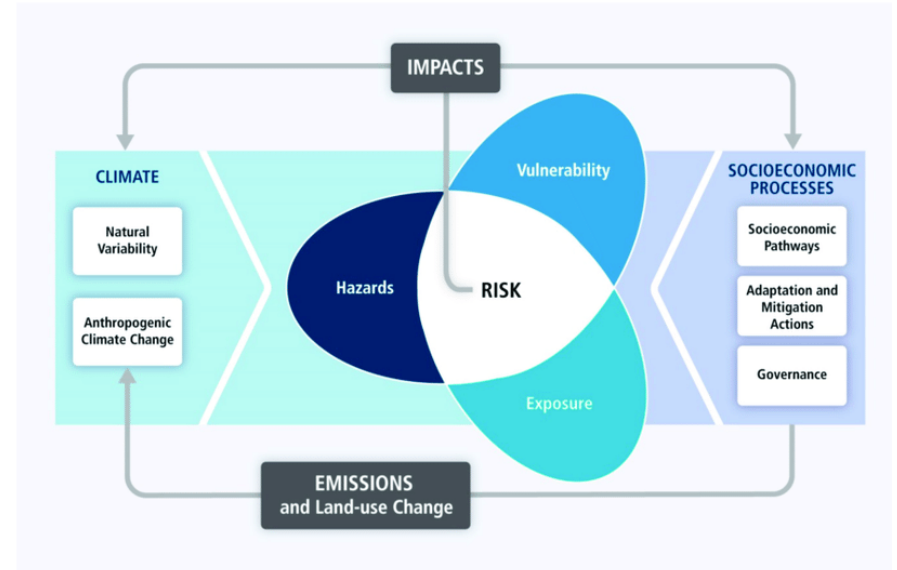 IMPACTS
CLIMATE
Natural
Variability
Anthropogenic
Climate Change
Vulnerability
Hazards
RISK
Exposure
SOCIOECONOMIC
PROCESSES
Socioeconomic
Pathways
Adaptation and
Mitigation
Actions
Governance
EMISSIONS
and Land-use Change